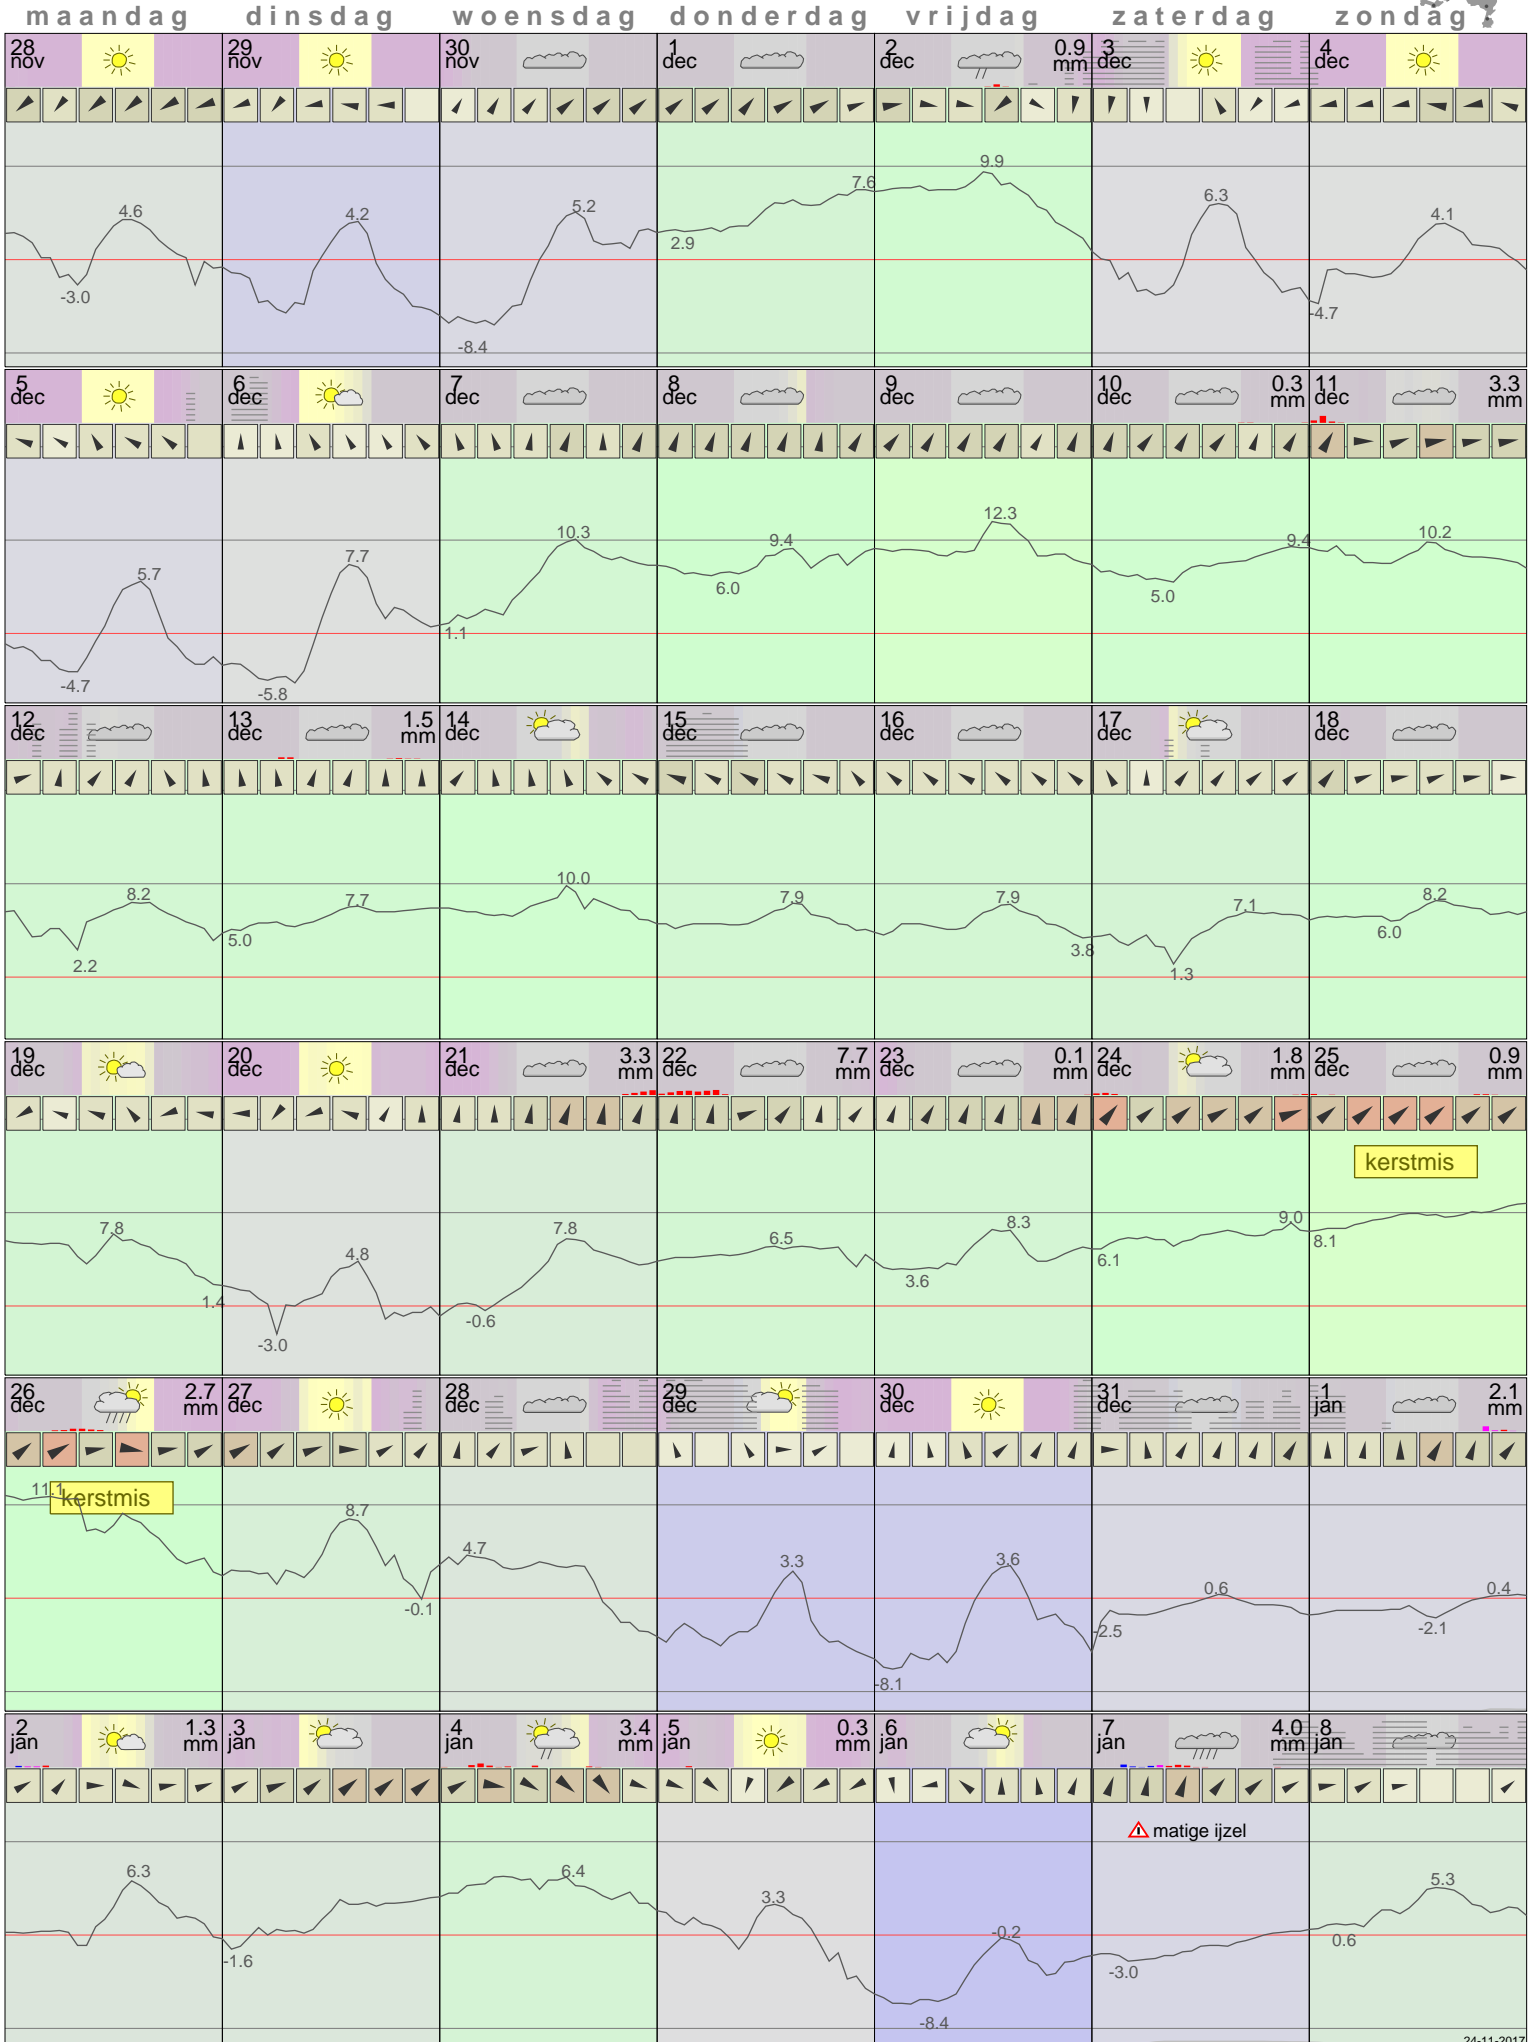 maandag dinsdag woensdag donderdag vrijdag zaterdag zondag
28 nov 29 nov 30 nov 1 dec 2 dec 0.9 mm 3 dec 4 dec
4.6 -3.0 4.2 -8.4 5.2 2.9 7.6 9.9 6.3 -4.7 4.1
5 dec 6 dec 7 dec 8 dec 9 dec 10 dec 0.3 mm 11 dec 3.3 mm
-4.7 5.7 -5.8 7.7 1.1 10.3 6.0 9.4 12.3 5.0 9.4 10.2
12 dec 13 dec 1.5 mm 14 dec 15 dec 16 dec 17 dec 18 dec
2.2 8.2 5.0 7.7 10.0 7.9 7.9 3.8 1.3 7.1 6.0 8.2
19 dec 20 dec 21 dec 3.3 mm 22 dec 7.7 mm 23 dec 0.1 mm 24 dec 1.8 mm 25 dec 0.9 mm
kerstmis
7.8 1.4 -3.0 4.8 -0.6 7.8 6.5 3.6 8.3 6.1 9.0 8.1
26 dec 2.7 mm 27 dec 28 dec 29 dec 30 dec 31 dec 1 jan 2.1 mm
11.1 kerstmis
8.7 -0.1 4.7 3.3 -8.1 3.6 -2.5 0.6 -2.1 0.4
2 jan 1.3 mm 3 jan 4 jan 3.4 mm 5 jan 0.3 mm 6 jan 7 jan 4.0 mm 8 jan
matige ijzel
6.3 -1.6 6.4 3.3 -8.4 -0.2 -3.0 0.6 5.3
24-11-2017